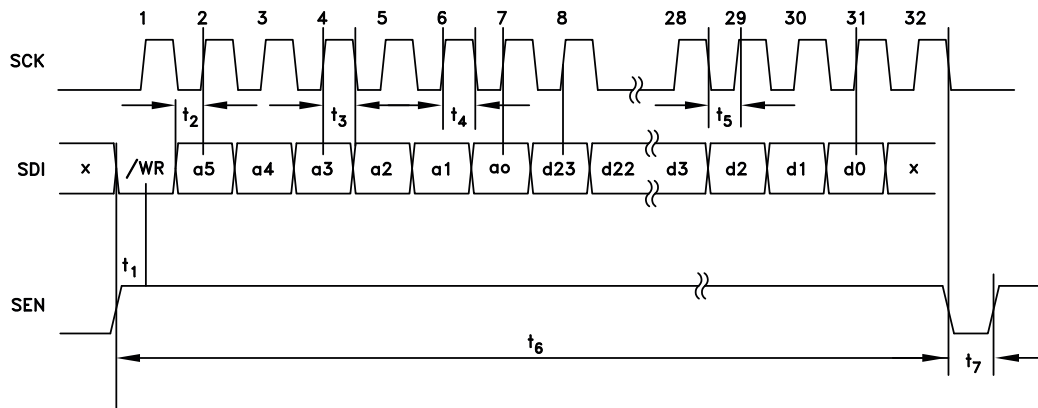 1 2 3 4 5 6 7 8 28 29 30 31 32
SCK
t2 t3 t4 t5
SDI x /WR a5 a4 a3 a2 a1 ao d23 d22 d3 d2 d1 d0 x
t1
SEN
t6
t7